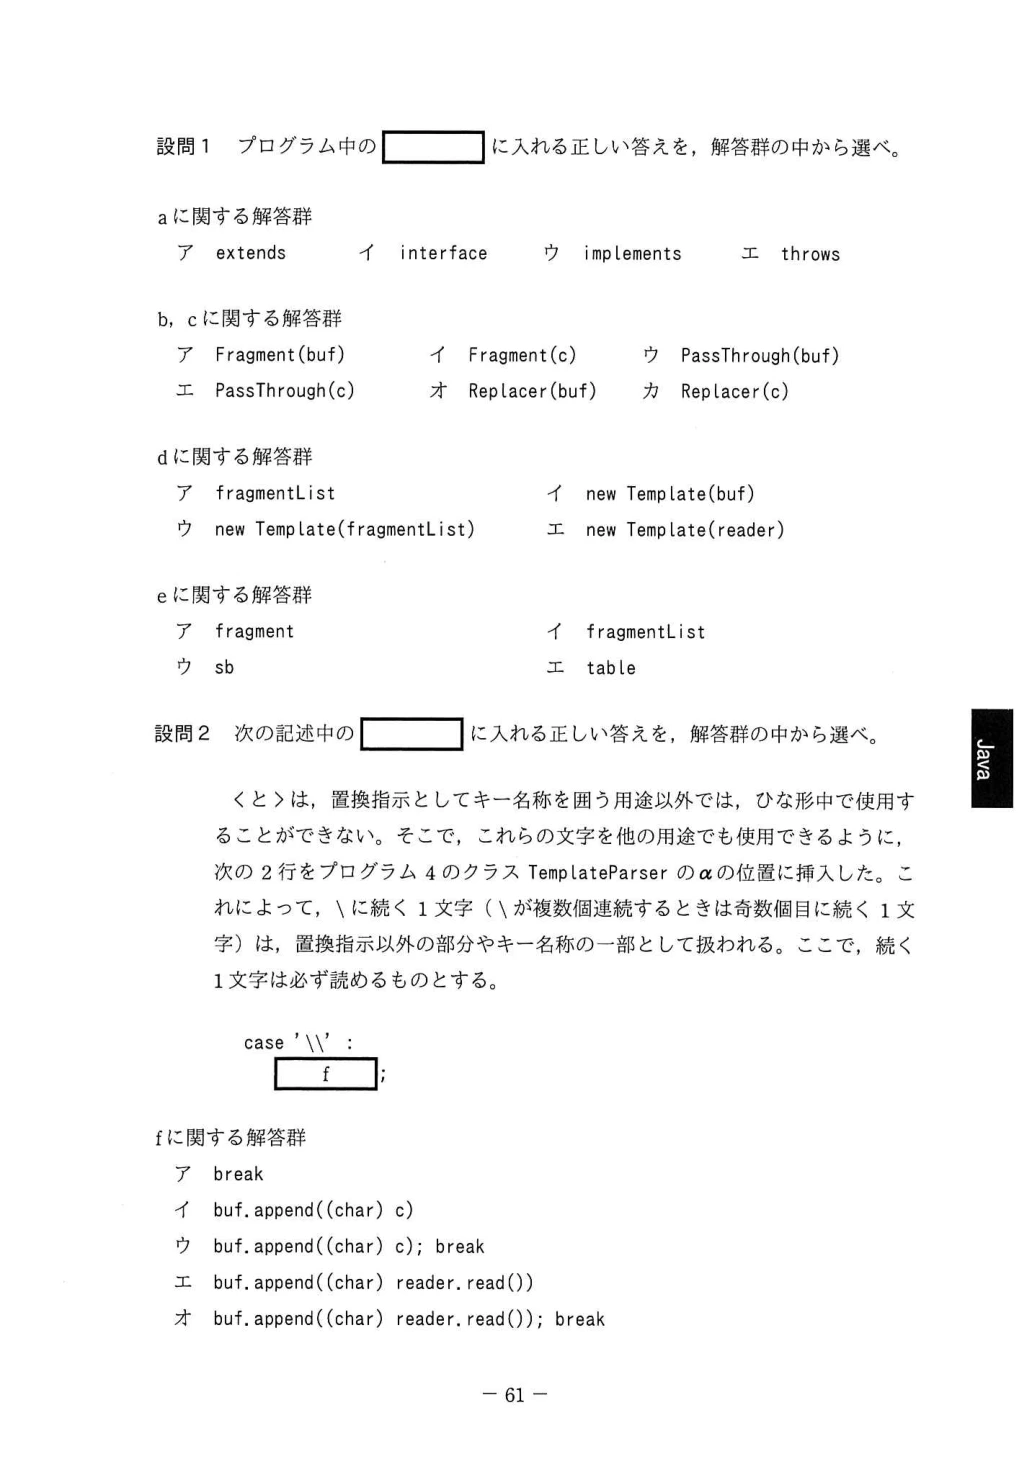 設問1 プログラム中の に入れる正しい答えを，解答群の中から選べ。
aに関する解答群
ア extends イ interface ウ implements エ throws
b，cに関する解答群
ア Fragment(buf) イ Fragment(c) ウ PassThrough(buf)
エ PassThrough(c) オ Replacer(buf) カ Replacer(c)
dに関する解答群
ア fragmentList イ new Template(buf)
ウ new Template(fragmentList) エ new Template(reader)
eに関する解答群
ア fragment イ fragmentList
ウ sb エ table
設問2 次の記述中の に入れる正しい答えを，解答群の中から選べ。
Java
＜と＞は，置換指示としてキー名称を囲う用途以外では，ひな形中で使用す
ることができない。そこで，これらの文字を他の用途でも使用できるように，
次の2行をプログラム4のクラス TemplateParser のαの位置に挿入した。こ
れによって，\に続く1文字（\が複数個連続するときは奇数個目に続く1文
字）は，置換指示以外の部分やキー名称の一部として扱われる。ここで，続く
1文字は必ず読めるものとする。
case '\\' :
f ;
fに関する解答群
ア break
イ buf.append((char) c)
ウ buf.append((char) c); break
エ buf.append((char) reader.read())
オ buf.append((char) reader.read()); break
－ 61 －